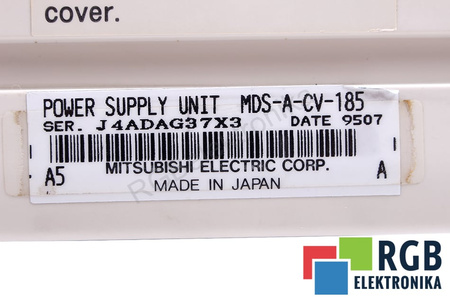 cover.
POWER SUPPLY UNIT MDS-A-CV-185
SER. J4ADAG37X3 DATE 9507
MITSUBISHI ELECTRIC CORP.
A5 MADE IN JAPAN A
RGB
ELEKTRONIKA